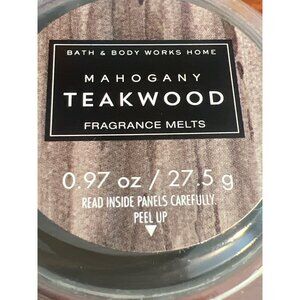 BATH & BODY WORKS HOME
MAHOGANY
TEAKWOOD
FRAGRANCE MELTS
0.97 oz / 27.5 g
READ INSIDE PANELS CAREFULLY.
PEEL UP